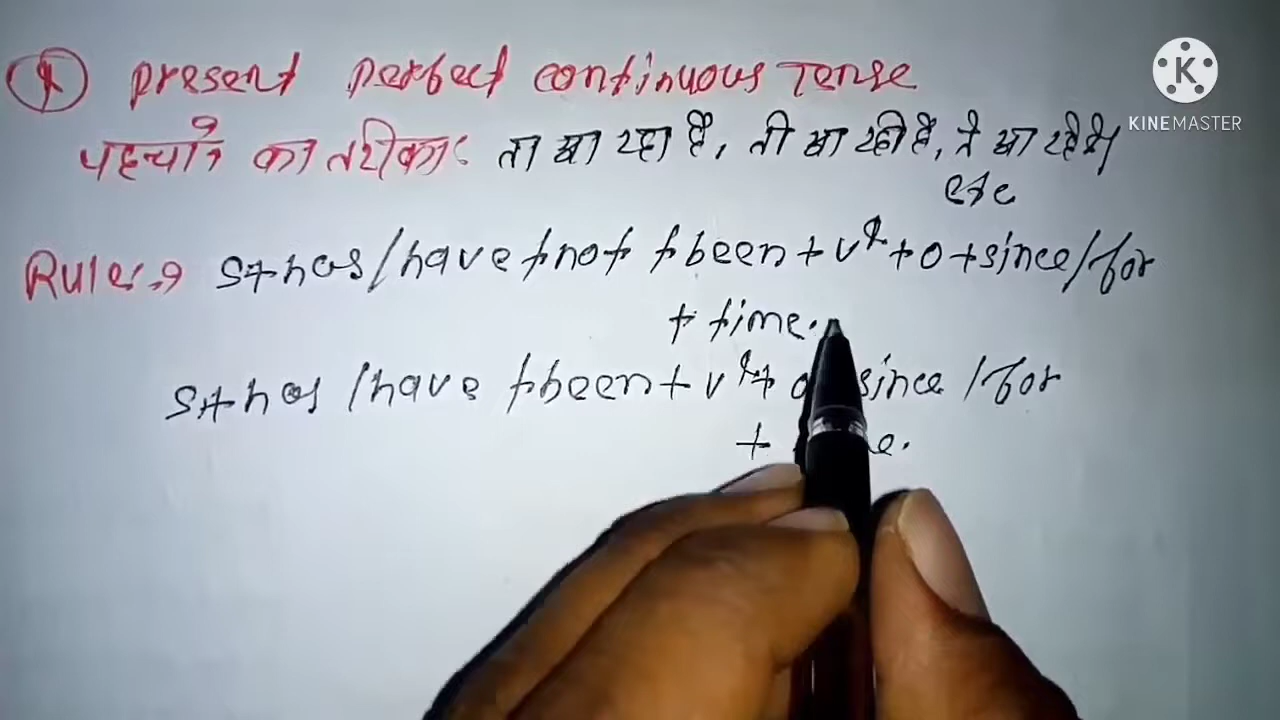 Present Perfect continuous Tense
KINEMASTER
पहचाने का तरीका: ता आ रहा है, ती आ रही है, ते आ रहे है
etc
Rule:→ S+has/have+not+been+v⁴+o+since/for
+ time.
S+has/have+been+v⁴+o since/for
+